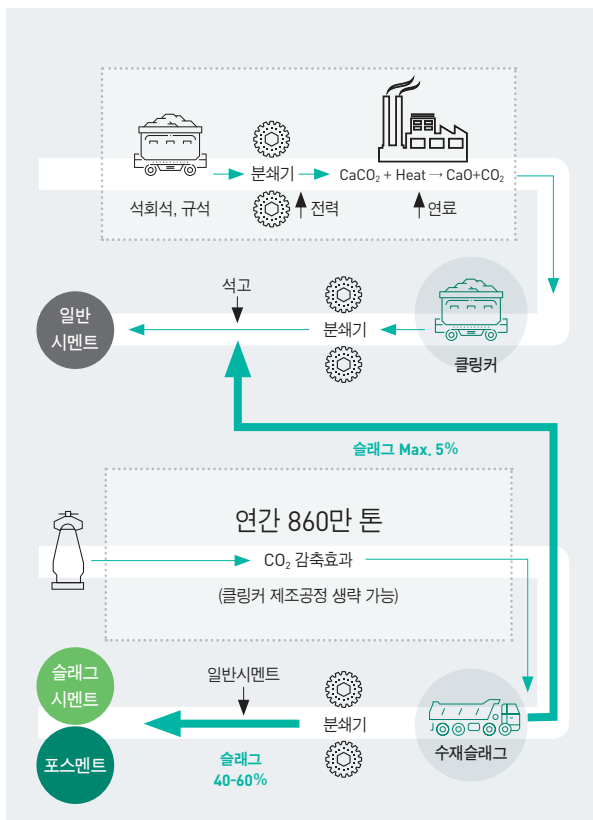 석회석, 규석
분쇄기
전력
CaCO₂ + Heat → CaO+CO₂
연료
일반
시멘트
석고
분쇄기
클링커
슬래그 Max. 5%
연간 860만 톤
CO₂ 감축효과
(클링커 제조공정 생략 가능)
슬래그
시멘트
포스멘트
일반시멘트
슬래그
40-60%
분쇄기
수재슬래그